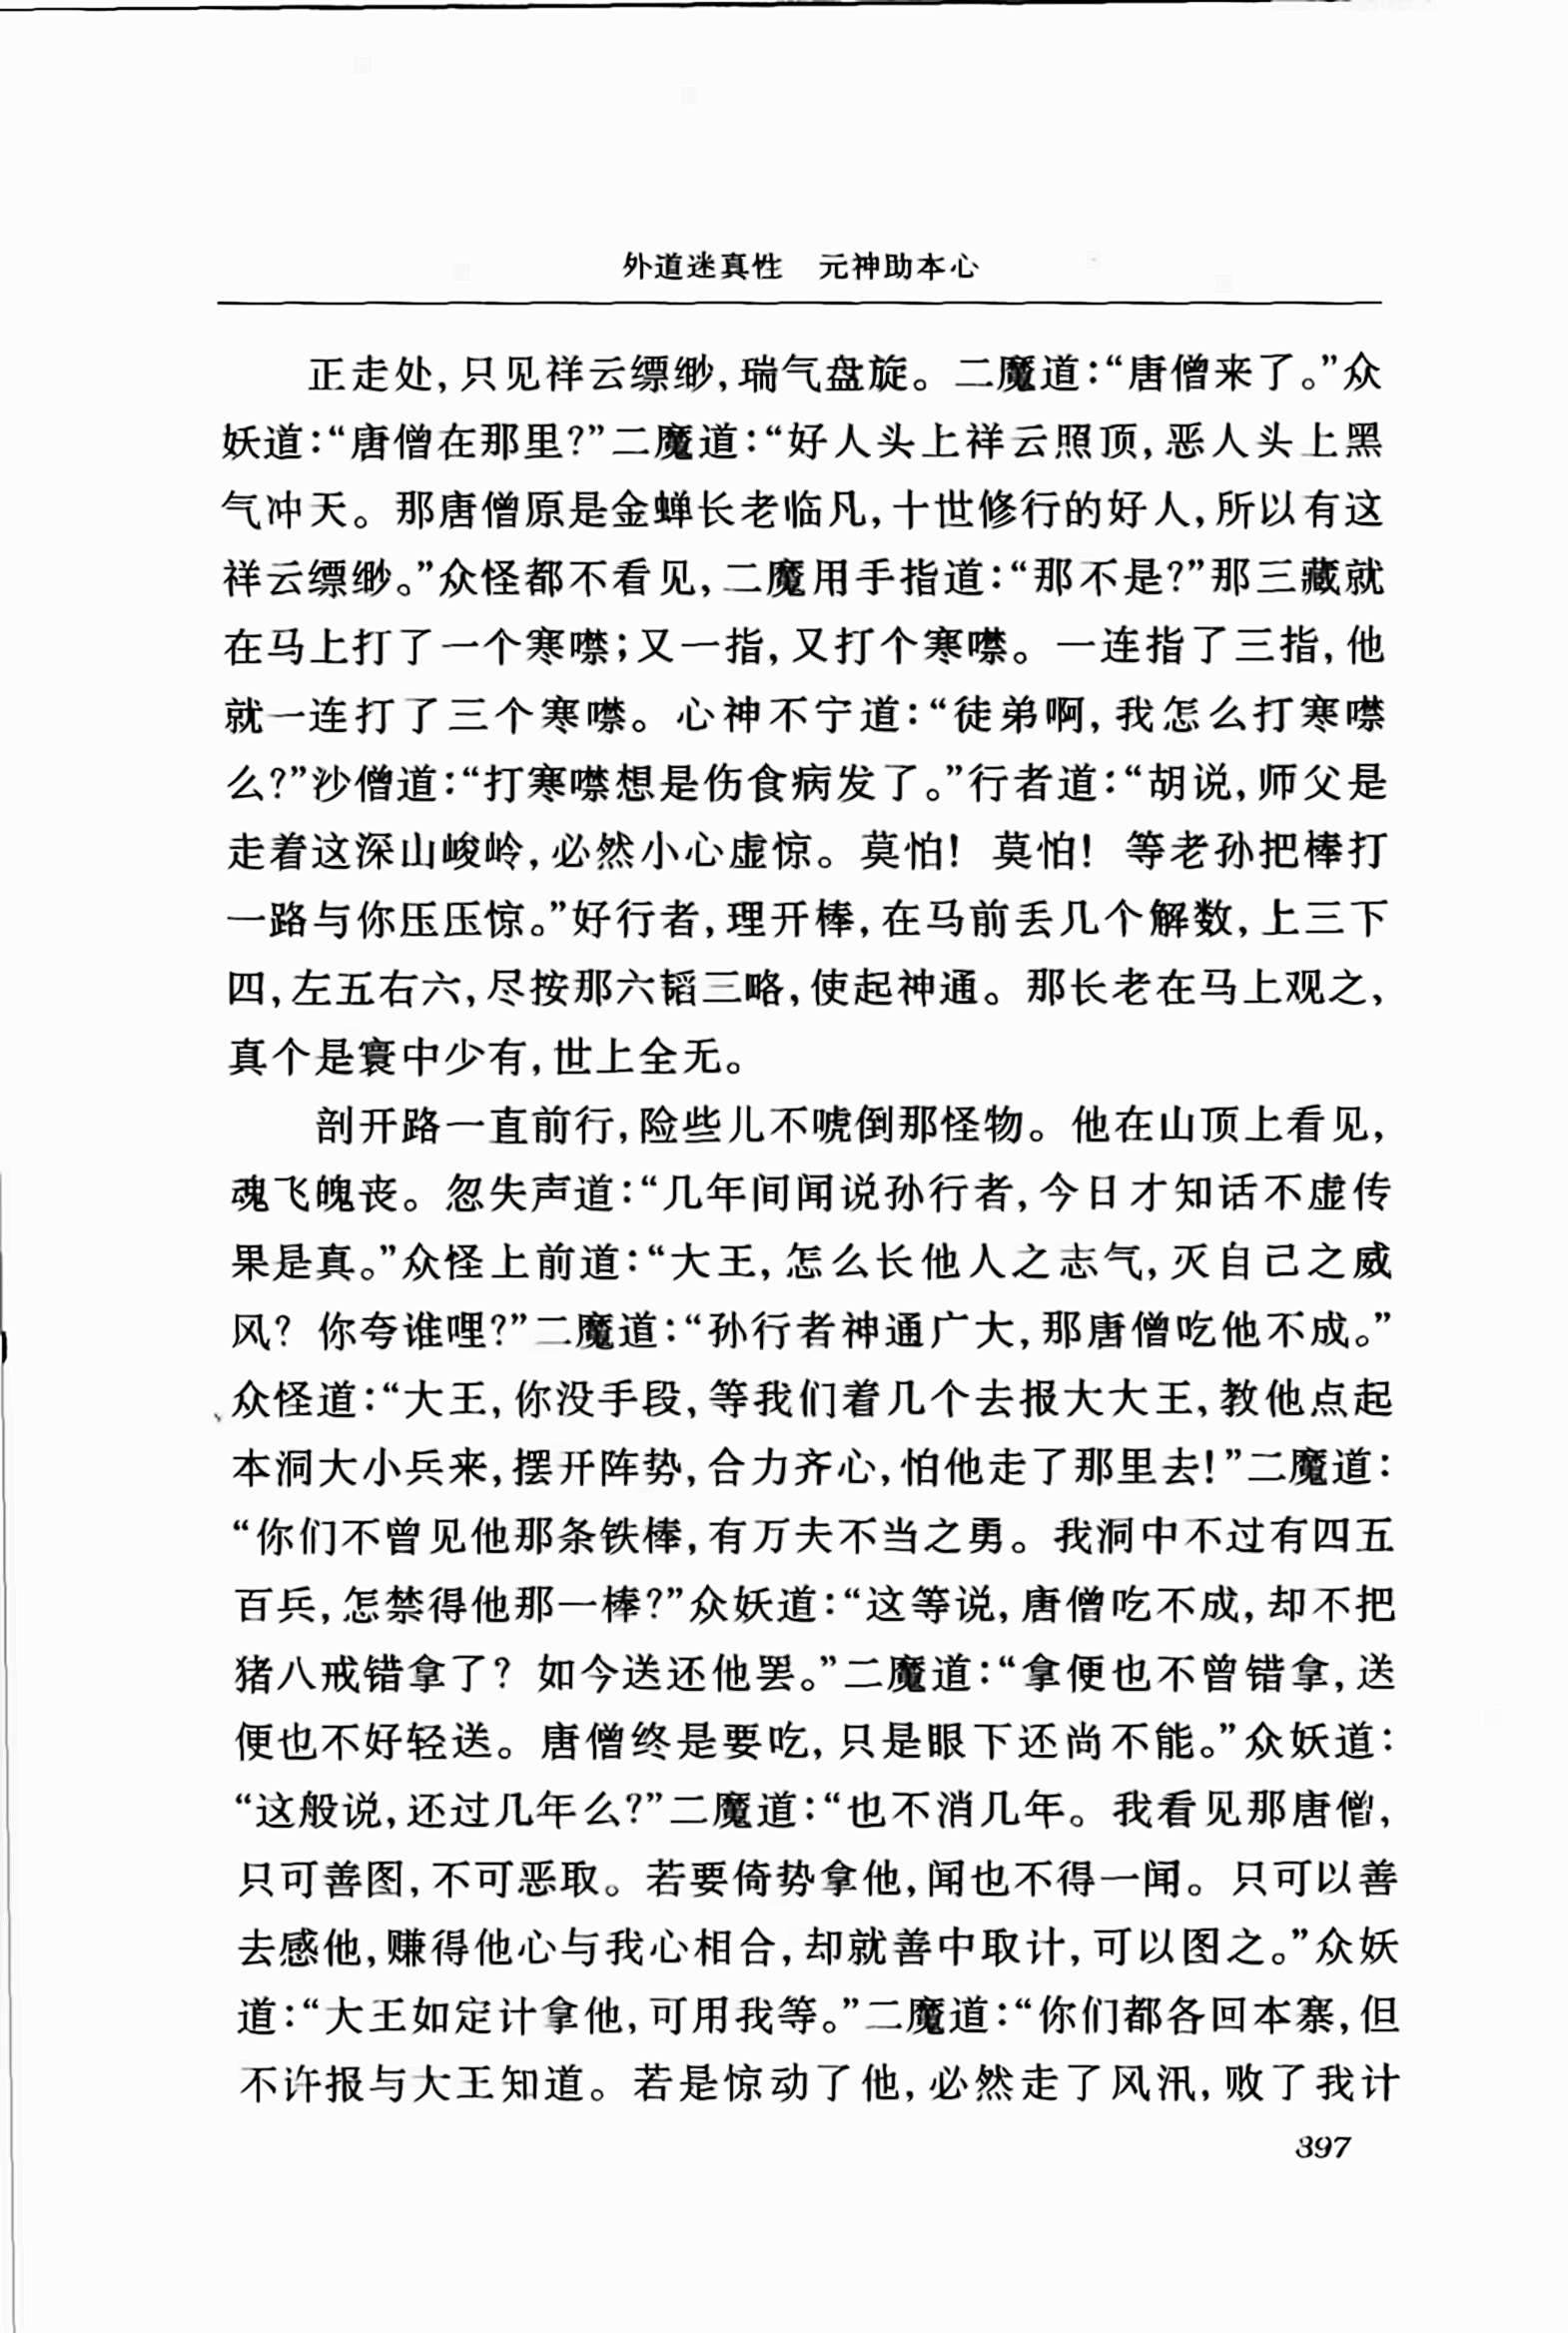 外道迷真性　元神助本心
正走处,只见祥云缥缈,瑞气盘旋。二魔道:“唐僧来了。”众
妖道:“唐僧在那里?”二魔道:“好人头上祥云照顶,恶人头上黑
气冲天。那唐僧原是金蝉长老临凡,十世修行的好人,所以有这
祥云缥缈。”众怪都不看见,二魔用手指道:“那不是?”那三藏就
在马上打了一个寒噤;又一指,又打个寒噤。一连指了三指,他
就一连打了三个寒噤。心神不宁道:“徒弟啊,我怎么打寒噤
么?”沙僧道:“打寒噤想是伤食病发了。”行者道:“胡说,师父是
走着这深山峻岭,必然小心虚惊。莫怕! 莫怕! 等老孙把棒打
一路与你压压惊。”好行者,理开棒,在马前丢几个解数,上三下
四,左五右六,尽按那六韬三略,使起神通。那长老在马上观之,
真个是寰中少有,世上全无。
剖开路一直前行,险些儿不唬倒那怪物。他在山顶上看见,
魂飞魄丧。忽失声道:“几年间闻说孙行者,今日才知话不虚传
果是真。”众怪上前道:“大王,怎么长他人之志气,灭自己之威
风? 你夸谁哩?”二魔道:“孙行者神通广大,那唐僧吃他不成。”
众怪道:“大王,你没手段,等我们着几个去报大大王,教他点起
本洞大小兵来,摆开阵势,合力齐心,怕他走了那里去!”二魔道:
“你们不曾见他那条铁棒,有万夫不当之勇。我洞中不过有四五
百兵,怎禁得他那一棒?”众妖道:“这等说,唐僧吃不成,却不把
猪八戒错拿了? 如今送还他罢。”二魔道:“拿便也不曾错拿,送
便也不好轻送。唐僧终是要吃,只是眼下还尚不能。”众妖道:
“这般说,还过几年么?”二魔道:“也不消几年。我看见那唐僧,
只可善图,不可恶取。若要倚势拿他,闻也不得一闻。只可以善
去感他,赚得他心与我心相合,却就善中取计,可以图之。”众妖
道:“大王如定计拿他,可用我等。”二魔道:“你们都各回本寨,但
不许报与大王知道。若是惊动了他,必然走了风汛,败了我计
397